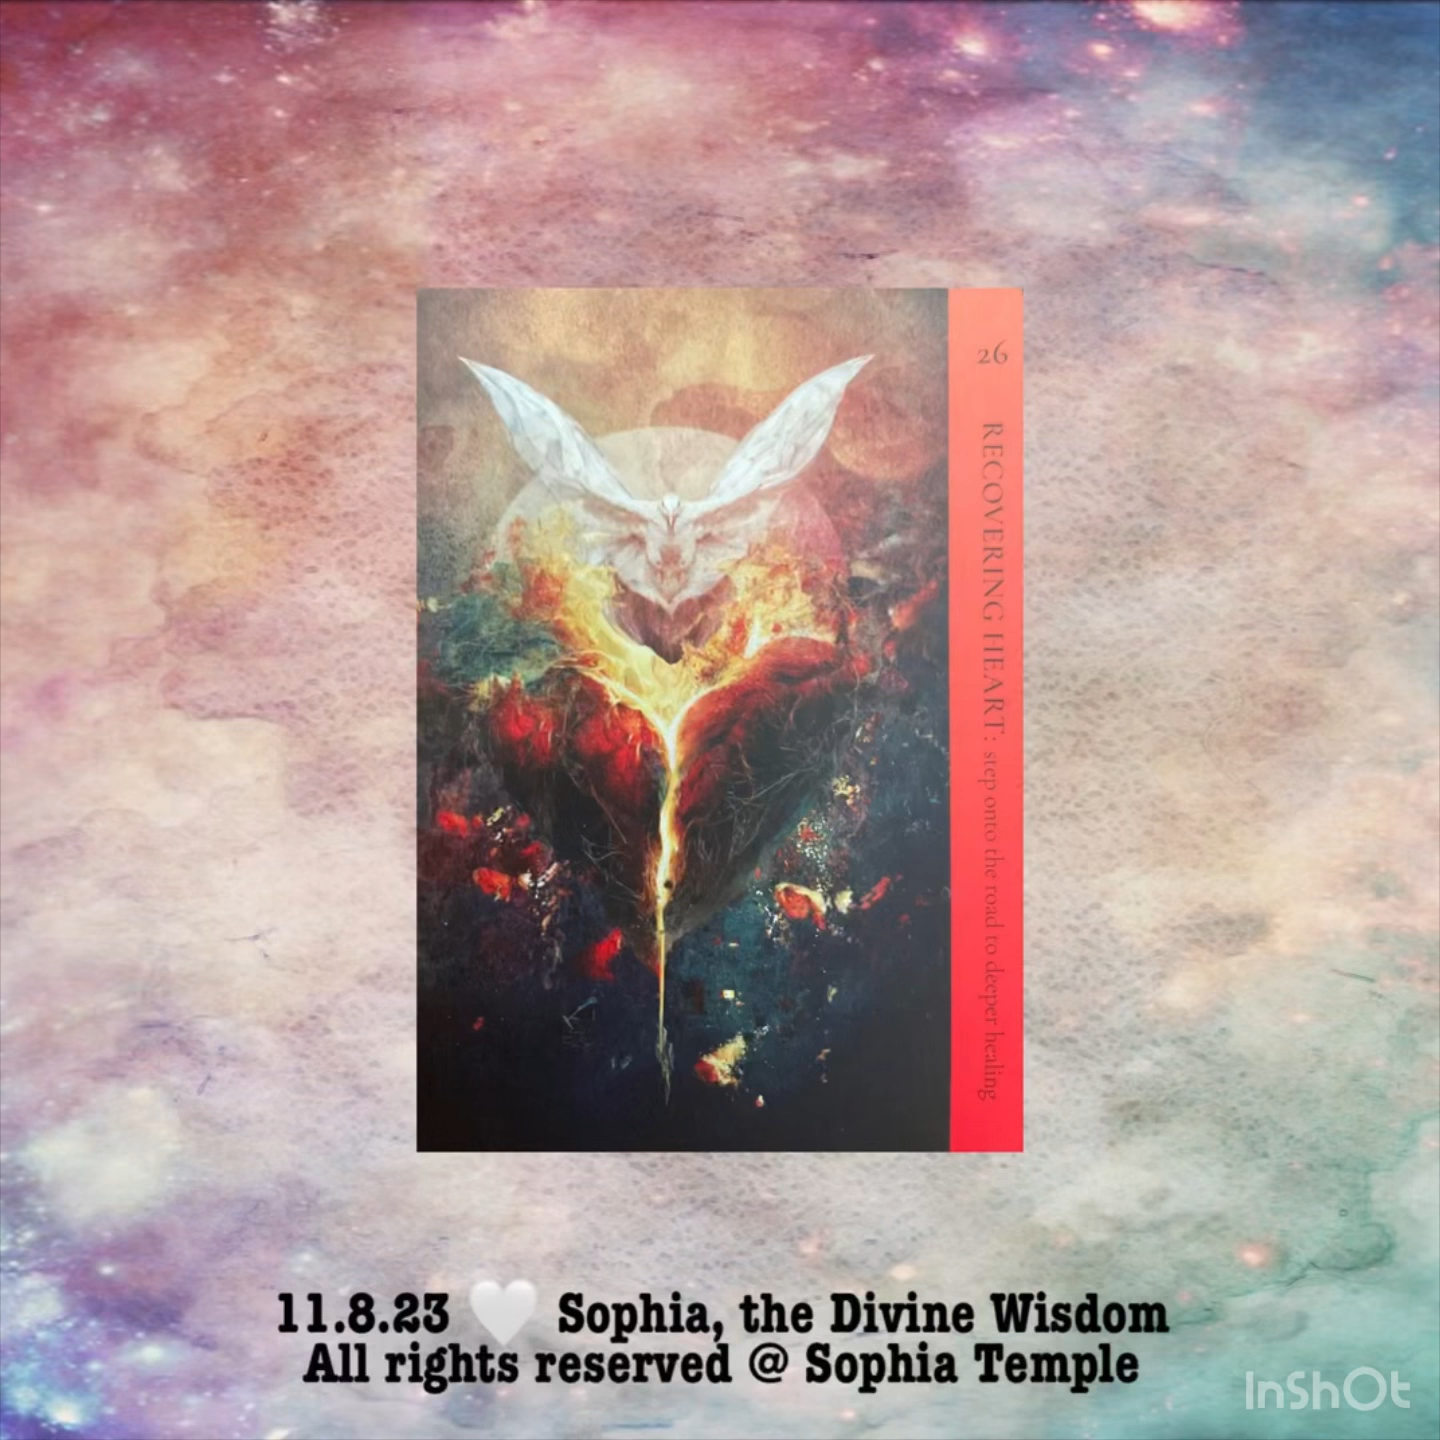 26
RECOVERING HEART: step onto the road to deeper healing
11.8.23 🤍 Sophia, the Divine Wisdom
All rights reserved @ Sophia Temple
InShOt